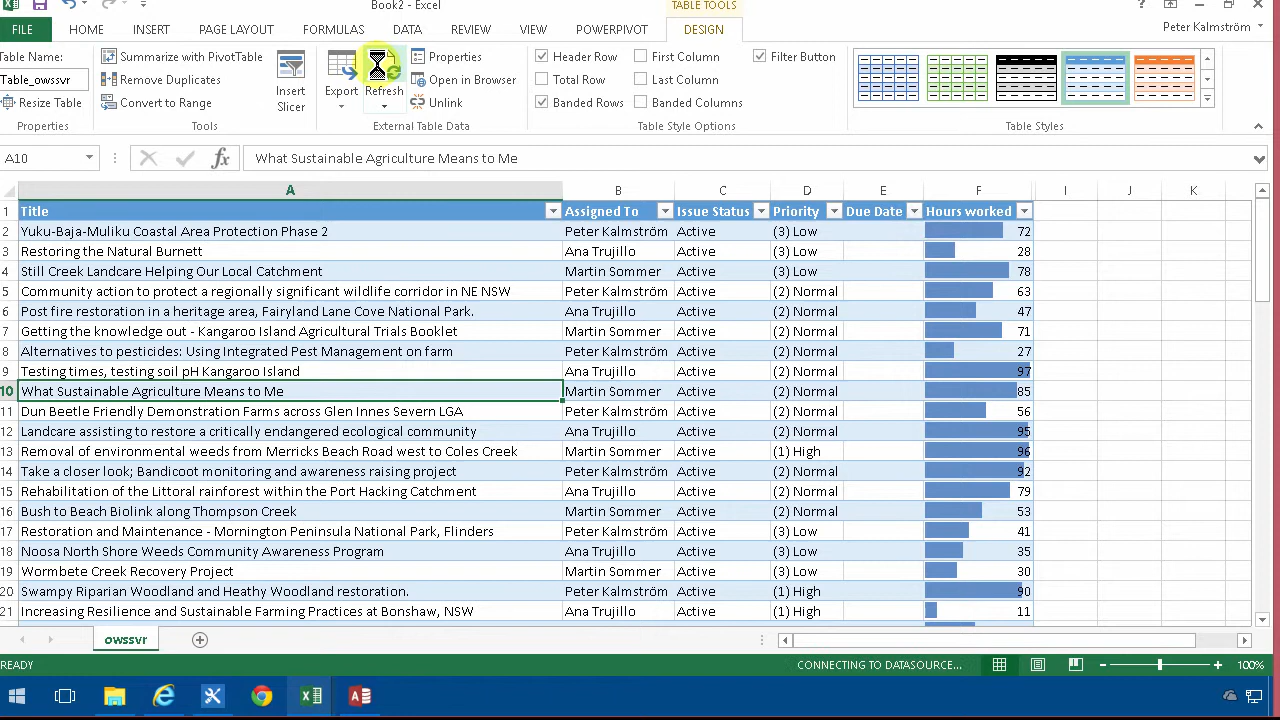 Book2 - Excel
TABLE TOOLS
FILE HOME INSERT PAGE LAYOUT FORMULAS DATA REVIEW VIEW POWERPIVOT DESIGN
Peter Kalmström
Table Name:
Table_owssvr
Resize Table
Properties
Summarize with PivotTable
Remove Duplicates
Convert to Range
Tools
Insert
Slicer
Export
Refresh
Properties
Open in Browser
Unlink
External Table Data
Header Row First Column Filter Button
Total Row Last Column
Banded Rows Banded Columns
Table Style Options
Table Styles
A10 fx What Sustainable Agriculture Means to Me
A B C D E F I J K
1 Title Assigned To Issue Status Priority Due Date Hours worked
2 Yuku-Baja-Muliku Coastal Area Protection Phase 2 Peter Kalmström Active (3) Low 72
3 Restoring the Natural Burnett Ana Trujillo Active (3) Low 28
4 Still Creek Landcare Helping Our Local Catchment Martin Sommer Active (3) Low 78
5 Community action to protect a regionally significant wildlife corridor in NE NSW Peter Kalmström Active (2) Normal 63
6 Post fire restoration in a heritage area, Fairyland Lane Cove National Park. Ana Trujillo Active (2) Normal 47
7 Getting the knowledge out - Kangaroo Island Agricultural Trials Booklet Martin Sommer Active (2) Normal 71
8 Alternatives to pesticides: Using Integrated Pest Management on farm Peter Kalmström Active (2) Normal 27
9 Testing times, testing soil pH Kangaroo Island Ana Trujillo Active (2) Normal 97
10 What Sustainable Agriculture Means to Me Martin Sommer Active (2) Normal 85
11 Dun Beetle Friendly Demonstration Farms across Glen Innes Severn LGA Peter Kalmström Active (2) Normal 56
12 Landcare assisting to restore a critically endangered ecological community Ana Trujillo Active (2) Normal 95
13 Removal of environmental weeds from Merricks Beach Road west to Coles Creek Martin Sommer Active (1) High 96
14 Take a closer look; Bandicoot monitoring and awareness raising project Peter Kalmström Active (2) Normal 92
15 Rehabilitation of the Littoral rainforest within the Port Hacking Catchment Ana Trujillo Active (2) Normal 79
16 Bush to Beach Biolink along Thompson Creek Martin Sommer Active (2) Normal 53
17 Restoration and Maintenance - Mornington Peninsula National Park, Flinders Peter Kalmström Active (3) Low 41
18 Noosa North Shore Weeds Community Awareness Program Ana Trujillo Active (3) Low 35
19 Wormbete Creek Recovery Project Martin Sommer Active (3) Low 30
20 Swampy Riparian Woodland and Heathy Woodland restoration. Peter Kalmström Active (1) High 90
21 Increasing Resilience and Sustainable Farming Practices at Bonshaw, NSW Ana Trujillo Active (1) High 11
owssvr
READY CONNECTING TO DATASOURCE... 100%